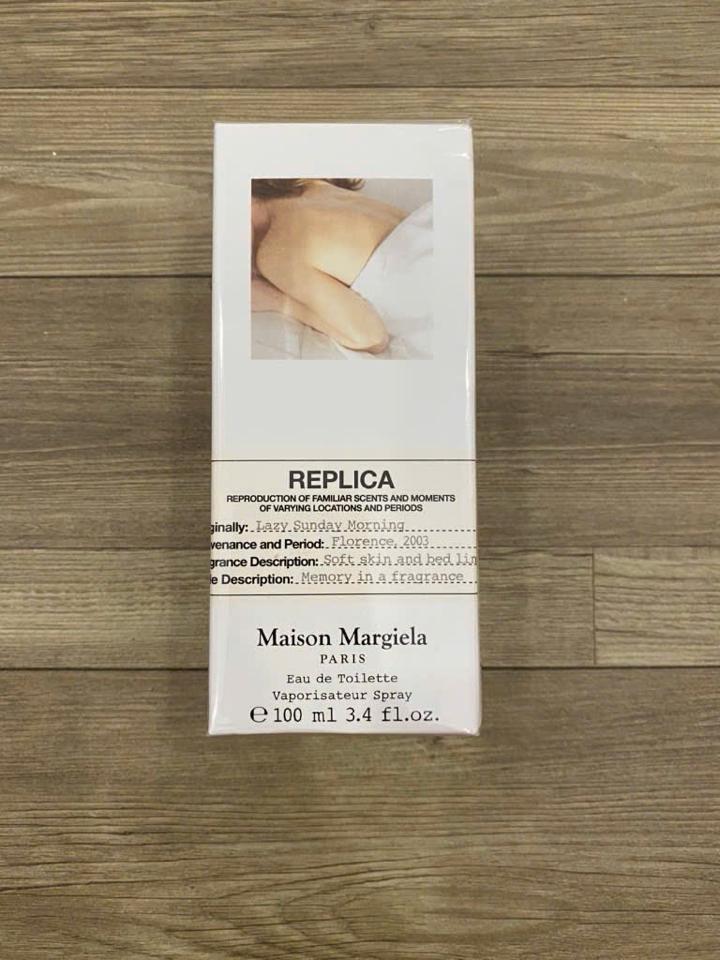 REPLICA
REPRODUCTION OF FAMILIAR SCENTS AND MOMENTS
OF VARYING LOCATIONS AND PERIODS
ginally: Lazy Sunday Morning
venance and Period: Florence, 2003
grance Description: Soft skin and bed lin
e Description: Memory in a fragrance
Maison Margiela
PARIS
Eau de Toilette
Vaporisateur Spray
℮ 100 ml 3.4 fl.oz.